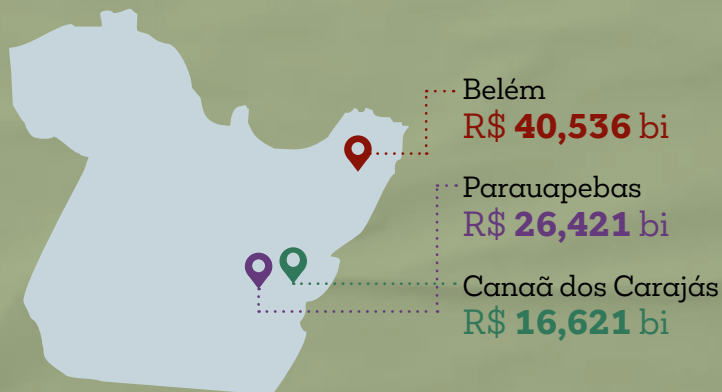 Belém
R$ 40,536 bi
Parauapebas
R$ 26,421 bi
Canaã dos Carajás
R$ 16,621 bi